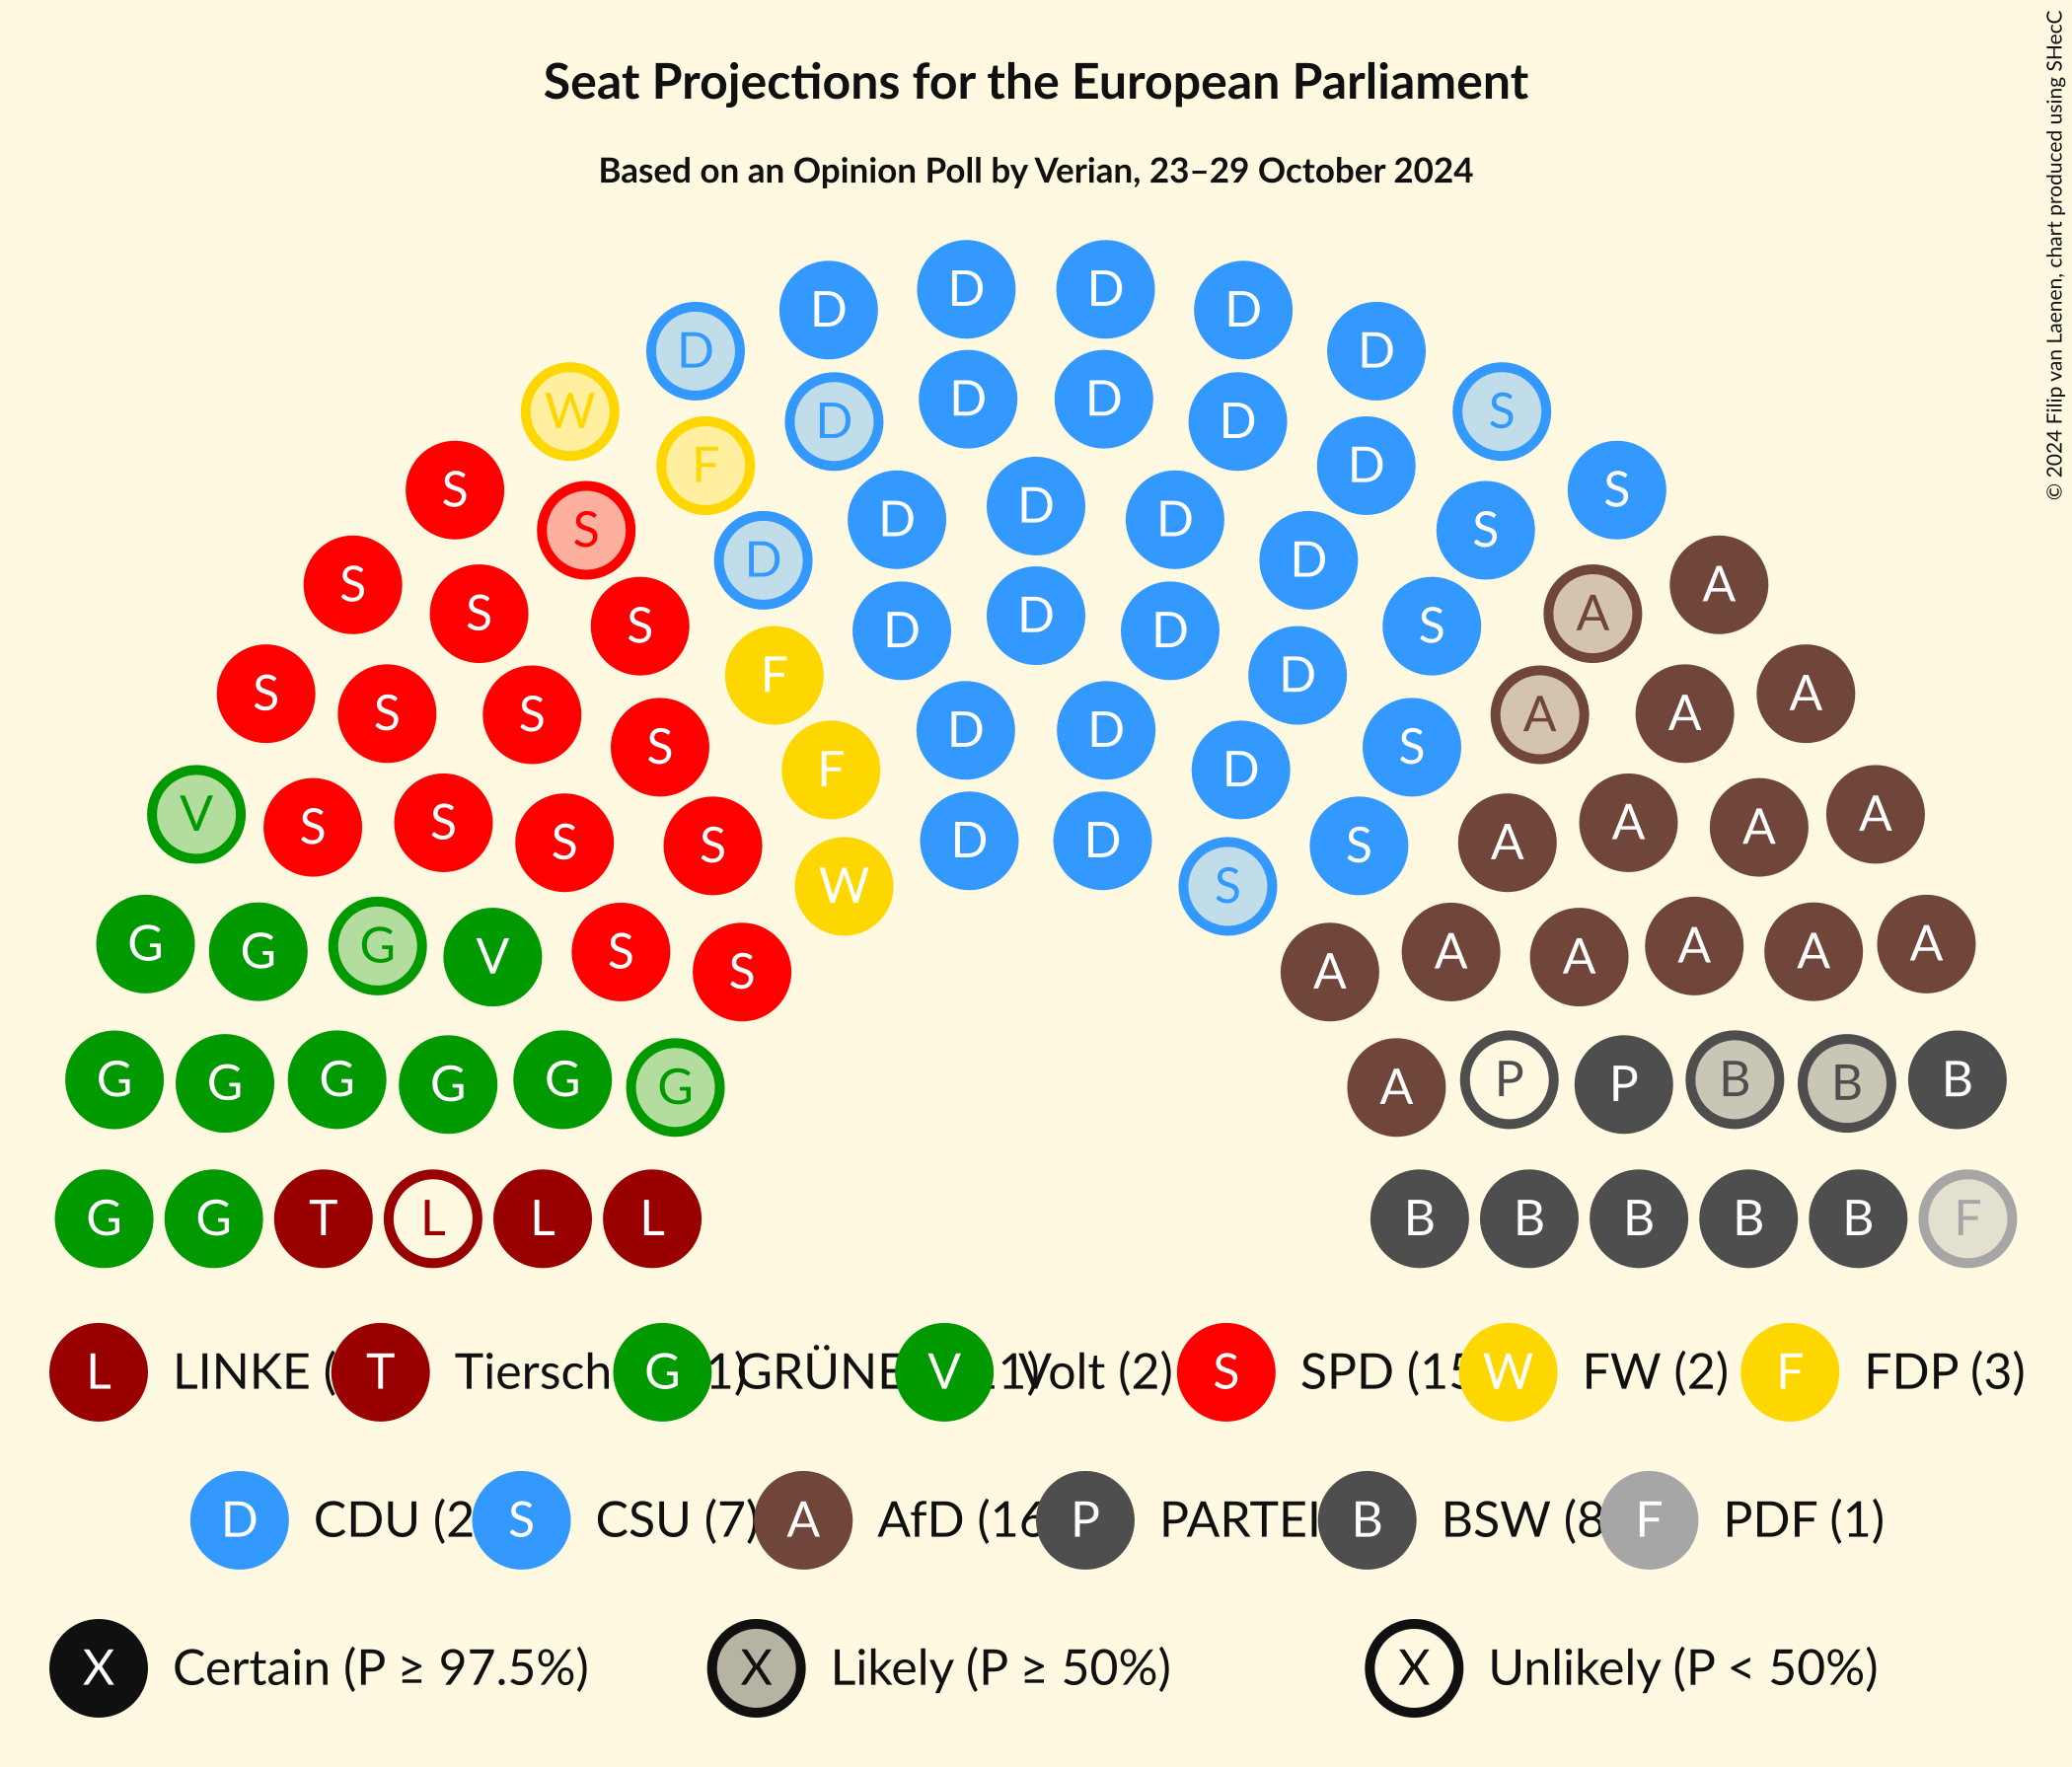 © 2024 Filip van Laenen, chart produced using SHecC
Seat Projections for the European Parliament
Based on an Opinion Poll by Verian, 23–29 October 2024
D D
D D
D D
D D
W S
D D
F D
S S
D
D D
S S
D D
S A
S D A
S D D S
F D
S A
S S A A
D D
S S
F D
V A
S A
S A
S D D A
S S
W S
G G G V S S A A A A A A
G G G G G G A P P B B B
G G T L L L B B B B B F
L LINKE ( T Tiersch G 1) GRÜNE V 1) Volt (2) S SPD (15 W FW (2) F FDP (3)
D CDU (2 S CSU (7) A AfD (16 P PARTEI B BSW (8 F PDF (1)
X Certain (P ≥ 97.5%) X Likely (P ≥ 50%) X Unlikely (P < 50%)